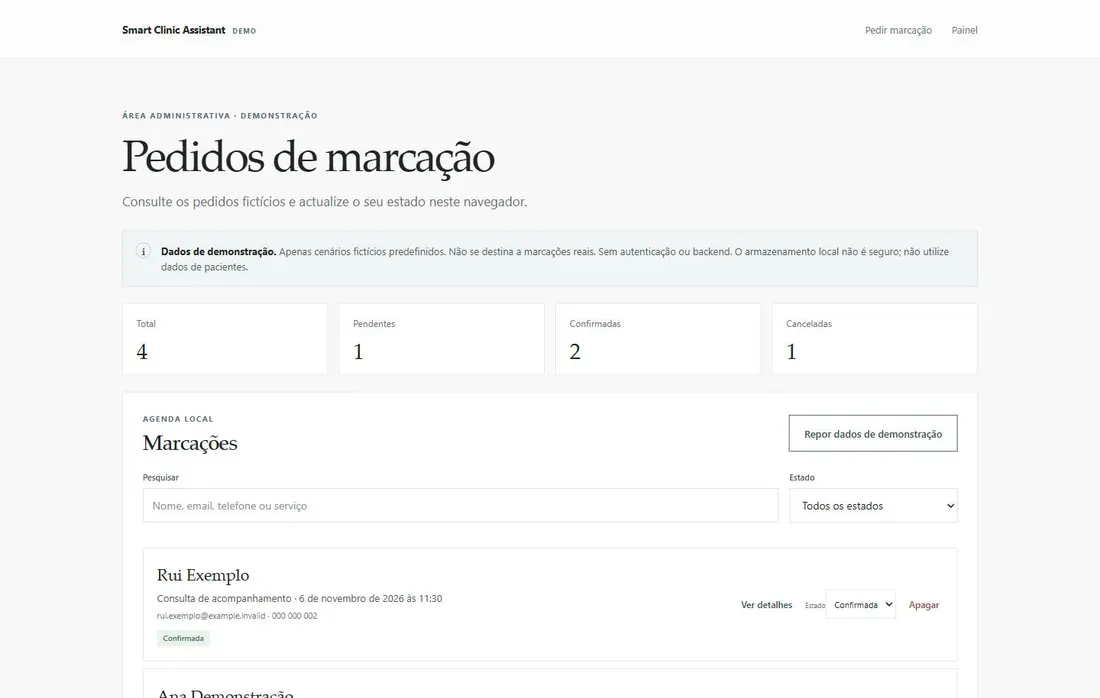 Smart Clinic Assistant DEMO
Pedir marcação Painel
ÁREA ADMINISTRATIVA · DEMONSTRAÇÃO
Pedidos de marcação
Consulte os pedidos fictícios e actualize o seu estado neste navegador.
i
Dados de demonstração. Apenas cenários fictícios predefinidos. Não se destina a marcações reais. Sem autenticação ou backend. O armazenamento local não é seguro; não utilize
dados de pacientes.
Total
4
Pendentes
1
Confirmadas
2
Canceladas
1
AGENDA LOCAL
Marcações
Repor dados de demonstração
Pesquisar
Nome, email, telefone ou serviço
Estado
Todos os estados
Rui Exemplo
Consulta de acompanhamento · 6 de novembro de 2026 às 11:30
rui.exemplo@example.invalid · 000 000 002
Confirmada
Ver detalhes Estado Confirmada Apagar
Ana Demonstração